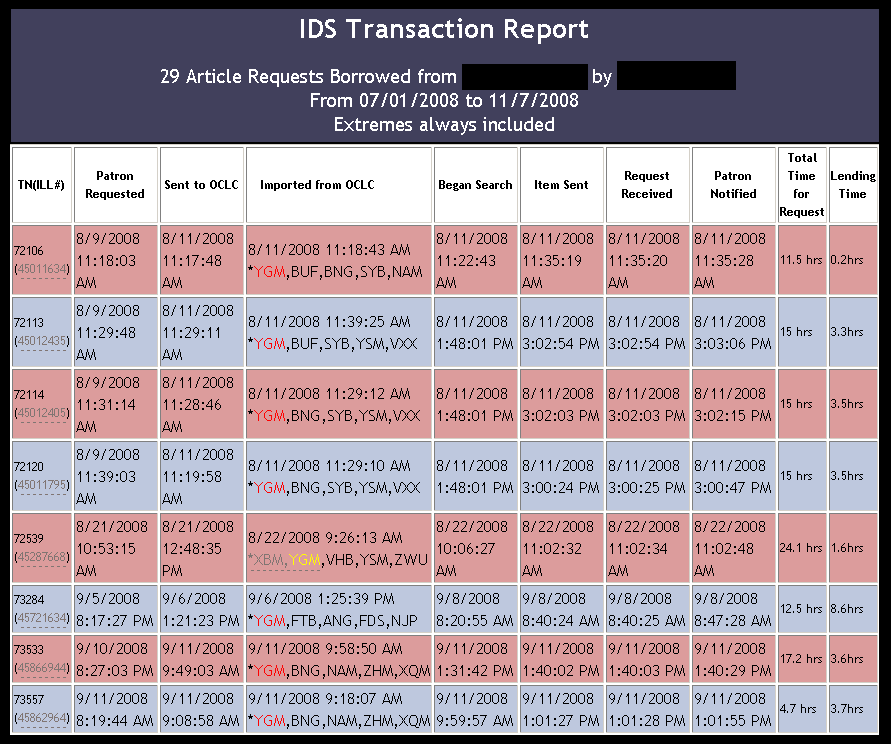 IDS Transaction Report
29 Article Requests Borrowed from by
From 07/01/2008 to 11/7/2008
Extremes always included
TN(ILL#) Patron Requested Sent to OCLC Imported from OCLC Began Search Item Sent Request Received Patron Notified Total Time for Request Lending Time
72106 (45011634) 8/9/2008 11:18:03 AM 8/11/2008 11:17:48 AM 8/11/2008 11:18:43 AM *YGM,BUF,BNG,SYB,NAM 8/11/2008 11:22:43 AM 8/11/2008 11:35:19 AM 8/11/2008 11:35:20 AM 8/11/2008 11:35:28 AM 11.5 hrs 0.2hrs
72113 (45012435) 8/9/2008 11:29:48 AM 8/11/2008 11:29:11 AM 8/11/2008 11:39:25 AM *YGM,BUF,SYB,YSM,VXX 8/11/2008 1:48:01 PM 8/11/2008 3:02:54 PM 8/11/2008 3:02:54 PM 8/11/2008 3:03:06 PM 15 hrs 3.3hrs
72114 (45012405) 8/9/2008 11:31:14 AM 8/11/2008 11:28:46 AM 8/11/2008 11:29:12 AM *YGM,BNG,SYB,YSM,VXX 8/11/2008 1:48:01 PM 8/11/2008 3:02:03 PM 8/11/2008 3:02:03 PM 8/11/2008 3:02:15 PM 15 hrs 3.5hrs
72120 (45011795) 8/9/2008 11:39:03 AM 8/11/2008 11:19:58 AM 8/11/2008 11:29:10 AM *YGM,BNG,SYB,YSM,VXX 8/11/2008 1:48:01 PM 8/11/2008 3:00:24 PM 8/11/2008 3:00:25 PM 8/11/2008 3:00:47 PM 15 hrs 3.5hrs
72539 (45287668) 8/21/2008 10:53:15 AM 8/21/2008 12:48:35 PM 8/22/2008 9:26:13 AM *XBM,YGM,VHB,YSM,ZWU 8/22/2008 10:06:27 AM 8/22/2008 11:02:32 AM 8/22/2008 11:02:34 AM 8/22/2008 11:02:48 AM 24.1 hrs 1.6hrs
73284 (45721634) 9/5/2008 8:17:27 PM 9/6/2008 1:21:23 PM 9/6/2008 1:25:39 PM *YGM,FTB,ANG,FDS,NJP 9/8/2008 8:20:55 AM 9/8/2008 8:40:24 AM 9/8/2008 8:40:25 AM 9/8/2008 8:47:28 AM 12.5 hrs 8.6hrs
73533 (45866944) 9/10/2008 8:27:03 PM 9/11/2008 9:49:03 AM 9/11/2008 9:58:50 AM *YGM,BNG,NAM,ZHM,XQM 9/11/2008 1:31:42 PM 9/11/2008 1:40:02 PM 9/11/2008 1:40:03 PM 9/11/2008 1:40:29 PM 17.2 hrs 3.6hrs
73557 (45862964) 9/11/2008 8:19:44 AM 9/11/2008 9:08:58 AM 9/11/2008 9:18:07 AM *YGM,BNG,NAM,ZHM,XQM 9/11/2008 9:59:57 AM 9/11/2008 1:01:27 PM 9/11/2008 1:01:28 PM 9/11/2008 1:01:55 PM 4.7 hrs 3.7hrs